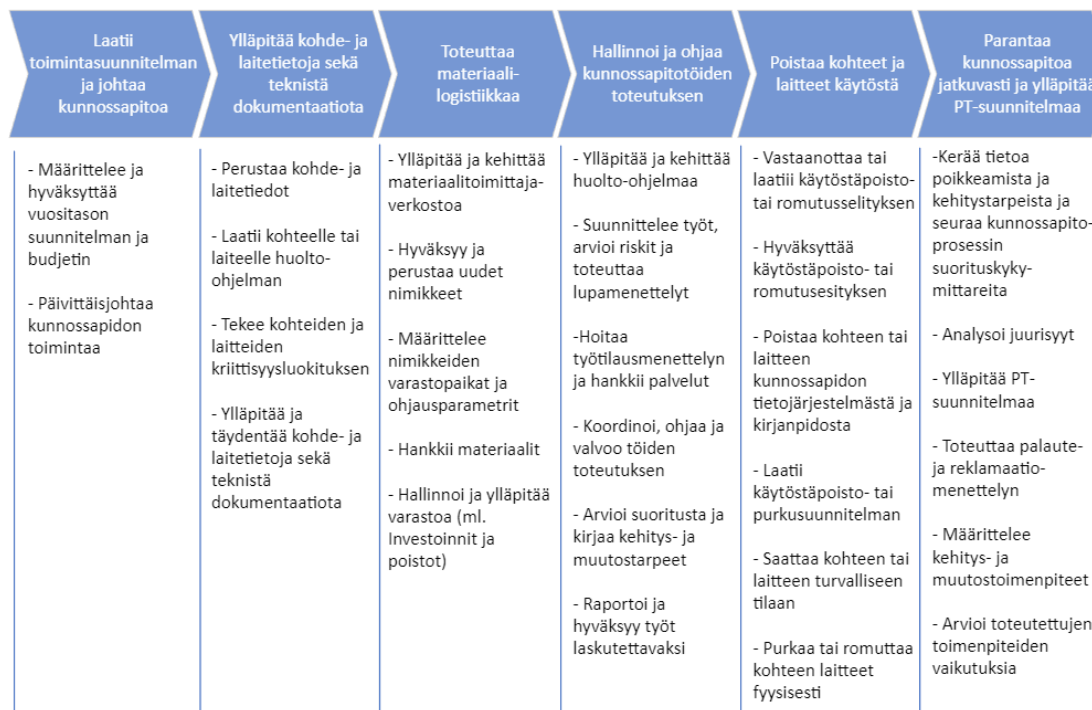 Laatii
toimintasuunnitelman
ja johtaa
kunnossapitoa
Ylläpitää kohde- ja
laitetietoja sekä
teknistä
dokumentaatiota
Toteuttaa
materiaali-
logistiikkaa
Hallinnoi ja ohjaa
kunnossapitotöiden
toteutuksen
Poistaa kohteet ja
laitteet käytöstä
Parantaa
kunnossapitoa
jatkuvasti ja ylläpitää
PT-suunnitelmaa
- Määrittelee ja
hyväksyttää
vuositason
suunnitelman ja
budjetin
- Päivittäisjohtaa
kunnossapidon
toimintaa
- Perustaa kohde- ja
laitetiedot
- Laatii kohteelle tai
laiteelle huolto-
ohjelman
- Tekee kohteiden ja
laitteiden
kriittisyysluokituksen
- Ylläpitää ja
täydentää kohde- ja
laitetietoja sekä
teknistä
dokumentaatiota
- Ylläpitää ja kehittää
materiaalitoimittaja-
verkostoa
- Hyväksyy ja
perustaa uudet
nimikkeet
- Määrittelee
nimikkeiden
varastopaikat ja
ohjausparametrit
- Hankkii materiaalit
- Hallinnoi ja ylläpitää
varastoa (ml.
Investoinnit ja
poistot)
- Ylläpitää ja kehittää
huolto-ohjelmaa
- Suunnittelee työt,
arvioi riskit ja
toteuttaa
lupamenettelyt
-Hoitaa
työtilausmenettelyn
ja hankkii palvelut
- Koordinoi, ohjaa ja
valvoo töiden
toteutuksen
- Arvioi suoritusta ja
kirjaa kehitys- ja
muutostarpeet
- Raportoi ja
hyväksyy työt
laskutettavaksi
- Vastaanottaa tai
laatiii käytöstäpoisto-
tai romutusselityksen
- Hyväksyttää
käytöstäpoisto- tai
romutusesityksen
- Poistaa kohteen tai
laitteen
kunnossapidon
tietojärjestelmästä ja
kirjanpidosta
- Laatii
käytöstäpoisto- tai
purkusuunnitelman
- Saattaa kohteen tai
laitteen turvalliseen
tilaan
- Purkaa tai romuttaa
kohteen laitteet
fyysisesti
-Kerää tietoa
poikkeamista ja
kehitystarpeista ja
seuraa kunnossapito-
prosessin
suorituskyky-
mittareita
- Analysoi juurisyyt
- Ylläpitää PT-
suunnitelmaa
- Toteuttaa palaute-
ja reklamaatio-
menettelyn
- Määrittelee
kehitys- ja
muutostoimenpiteet
- Arvioi toteutettujen
toimenpiteiden
vaikutuksia